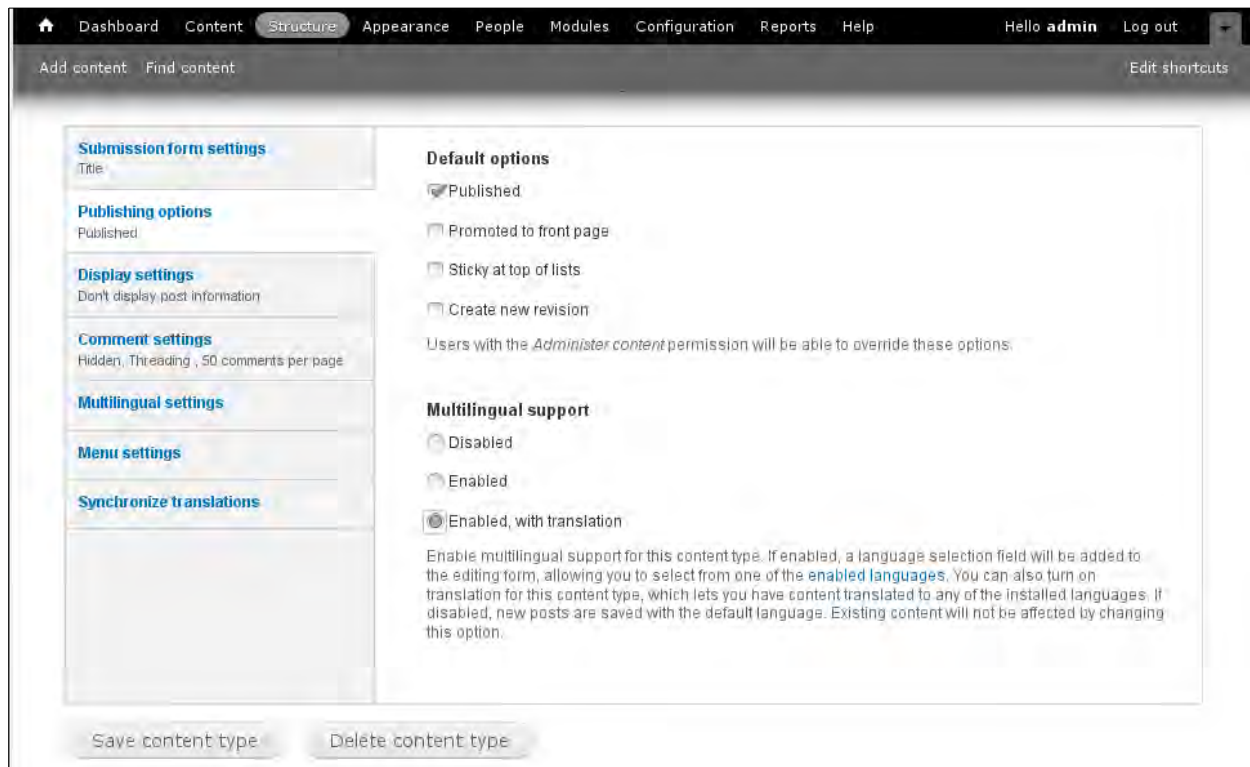 Dashboard Content Structure Appearance People Modules Configuration Reports Help Hello admin Log out
Add content Find content Edit shortcuts
Submission form settings
Title
Publishing options
Published
Display settings
Don't display post information
Comment settings
Hidden, Threading , 50 comments per page
Multilingual settings
Menu settings
Synchronize translations
Default options
Published
Promoted to front page
Sticky at top of lists
Create new revision
Users with the Administer content permission will be able to override these options.
Multilingual support
Disabled
Enabled
Enabled, with translation
Enable multilingual support for this content type. If enabled, a language selection field will be added to
the editing form, allowing you to select from one of the enabled languages. You can also turn on
translation for this content type, which lets you have content translated to any of the installed languages. If
disabled, new posts are saved with the default language. Existing content will not be affected by changing
this option.
Save content type Delete content type